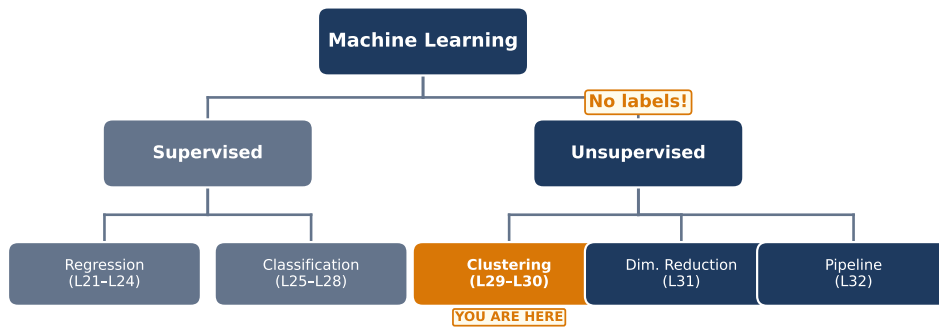 Machine Learning
No labels!
Supervised
Unsupervised
Regression
(L21–L24)
Classification
(L25–L28)
Clustering
(L29–L30)
Dim. Reduction
(L31)
Pipeline
(L32)
YOU ARE HERE